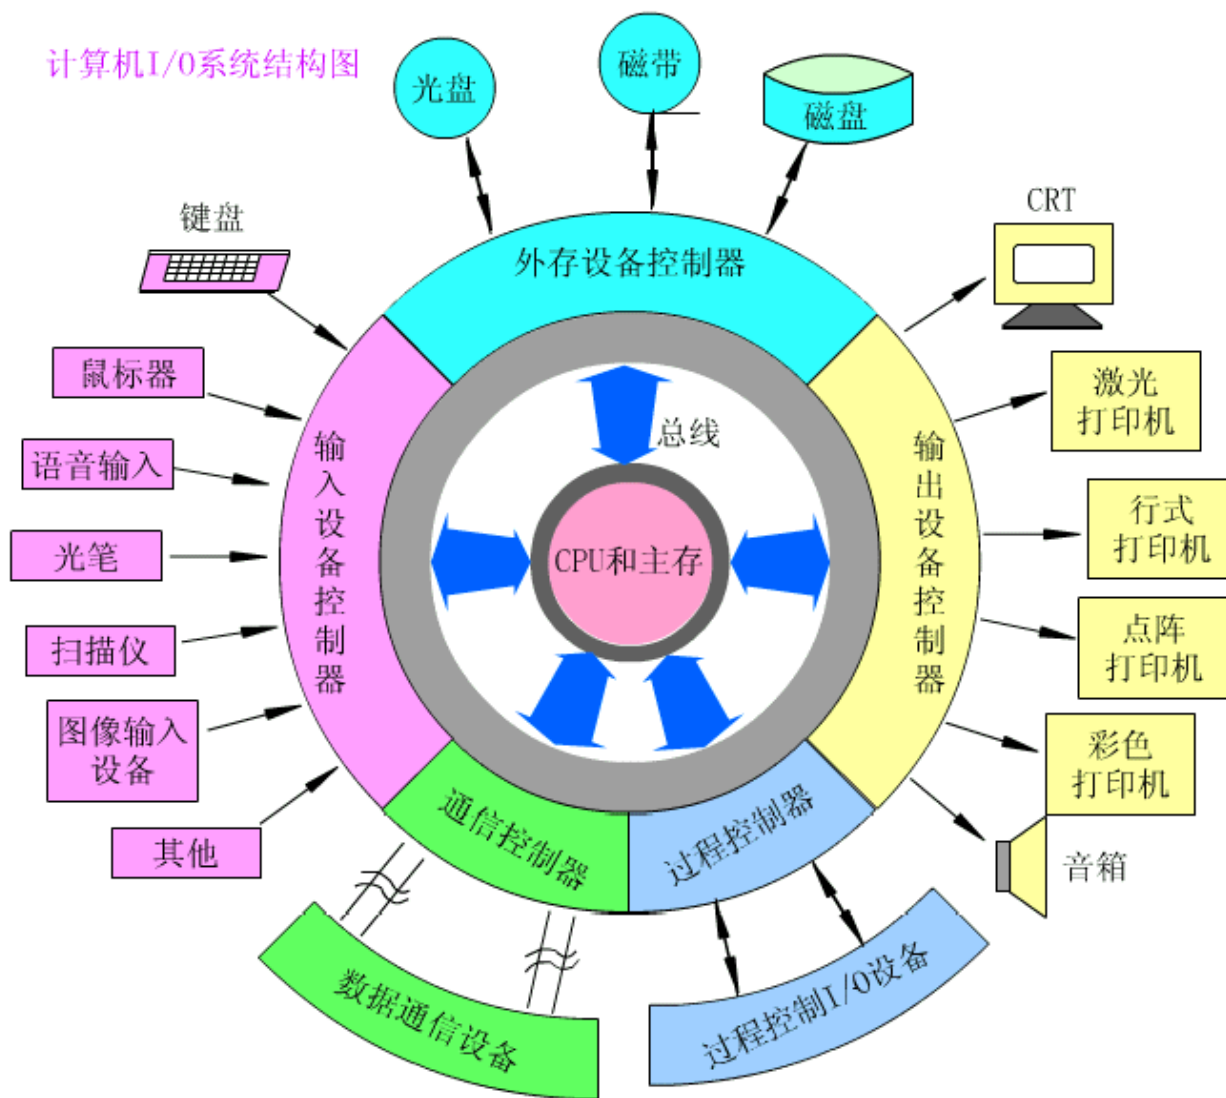 计算机I/O系统结构图
光盘
磁带
磁盘
键盘
CRT
外存设备控制器
鼠标器
语音输入
光笔
扫描仪
图像输入
设备
其他
输入设备控制器
总线
CPU和主存
输出设备控制器
激光
打印机
行式
打印机
点阵
打印机
彩色
打印机
音箱
通信控制器
过程控制器
数据通信设备
过程控制I/O设备